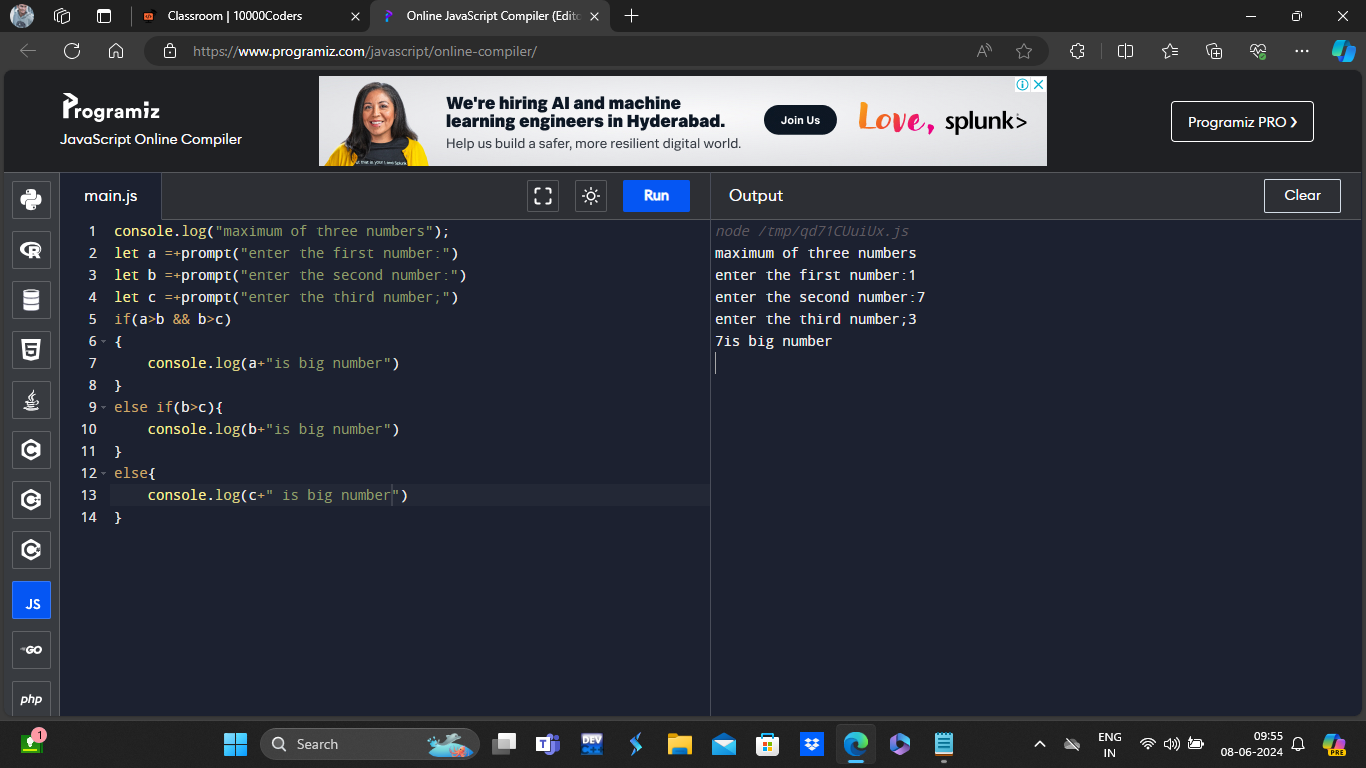 Classroom | 10000Coders
Online JavaScript Compiler (Edito
https://www.programiz.com/javascript/online-compiler/
Programiz
JavaScript Online Compiler
We're hiring AI and machine
learning engineers in Hyderabad.
Help us build a safer, more resilient digital world.
Join Us
Love, splunk>
Programiz PRO ❯
main.js
Run
Output
Clear
1 console.log("maximum of three numbers");
2 let a =+prompt("enter the first number:")
3 let b =+prompt("enter the second number:")
4 let c =+prompt("enter the third number;")
5 if(a>b && b>c)
6 {
7 console.log(a+"is big number")
8 }
9 else if(b>c){
10 console.log(b+"is big number")
11 }
12 else{
13 console.log(c+" is big number")
14 }
node /tmp/qd71CUuiUx.js
maximum of three numbers
enter the first number:1
enter the second number:7
enter the third number;3
7is big number
JS
GO
php
1
Search
DEV
ENG
IN
09:55
08-06-2024
PRE